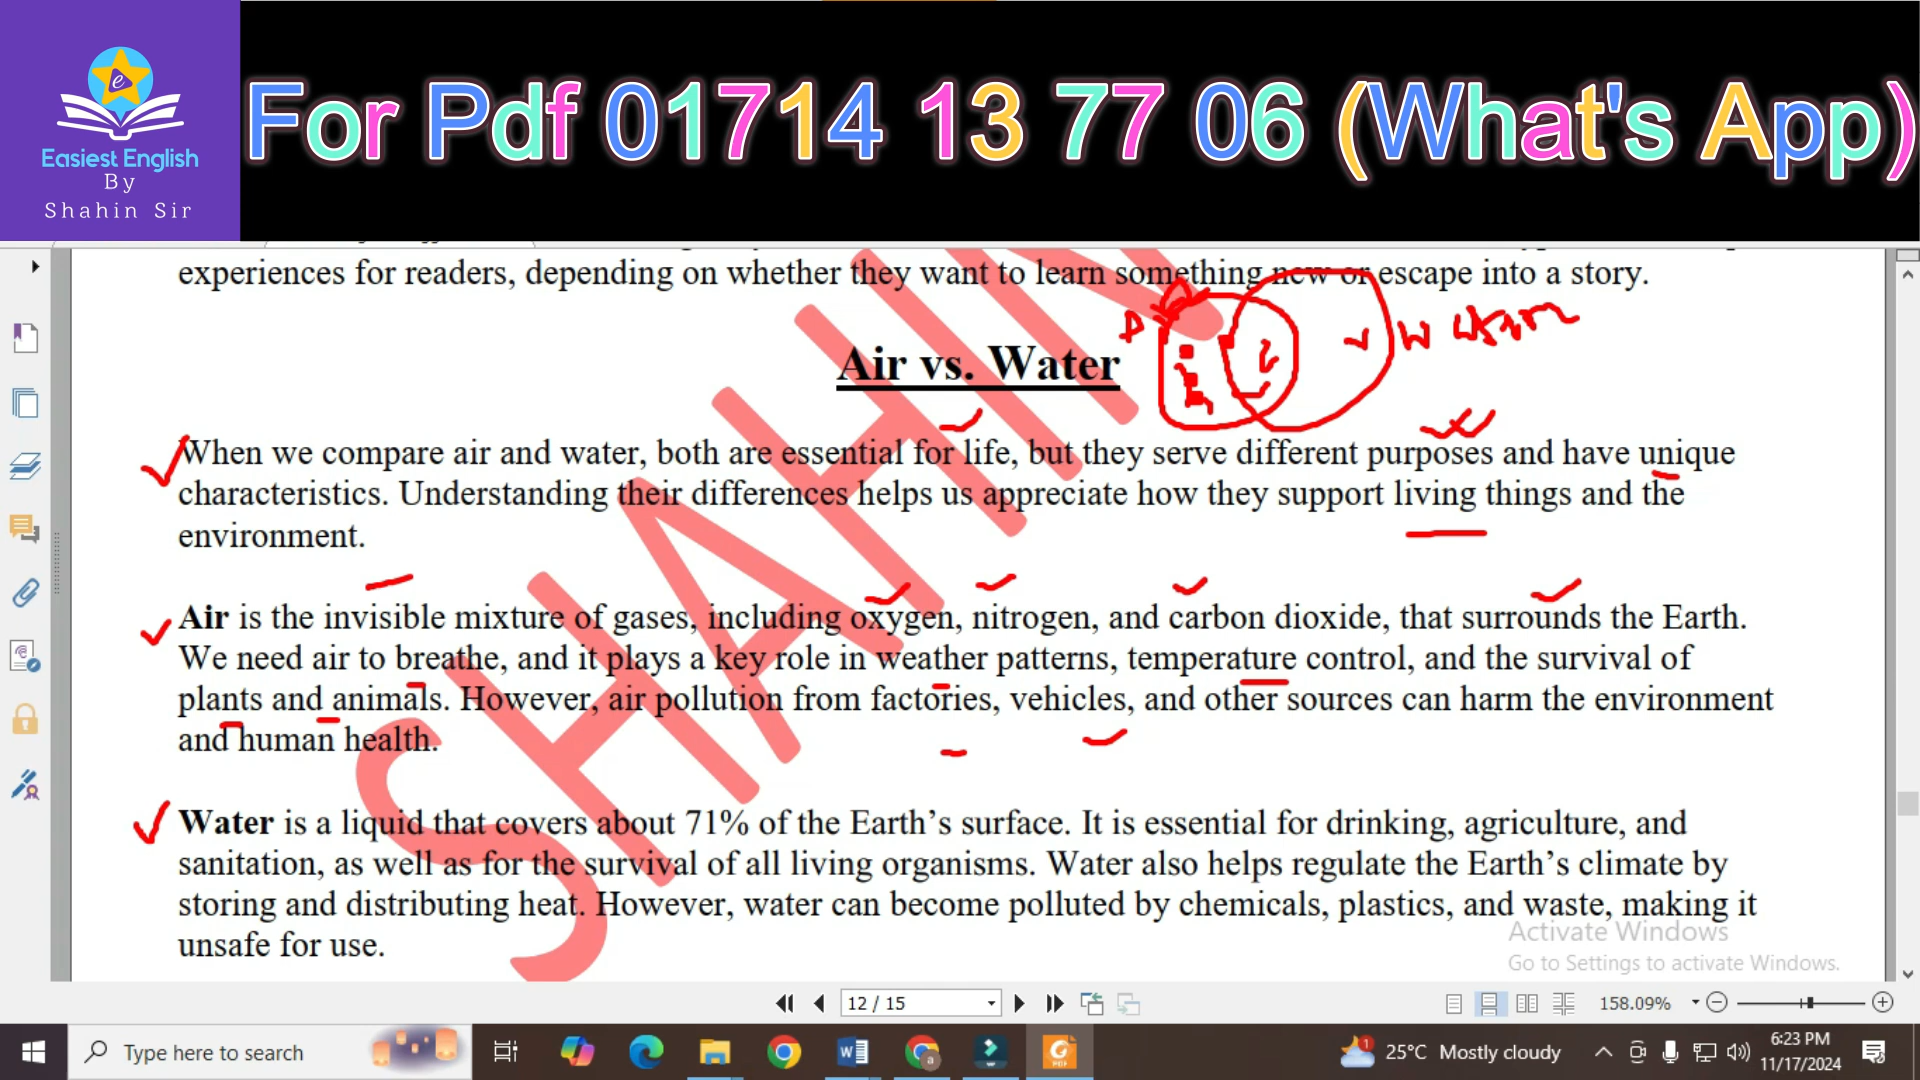 Easiest English
By
Shahin Sir
For Pdf 01714 13 77 06 (What's App)
experiences for readers, depending on whether they want to learn something new or escape into a story.
Air vs. Water
When we compare air and water, both are essential for life, but they serve different purposes and have unique
characteristics. Understanding their differences helps us appreciate how they support living things and the
environment.
Air is the invisible mixture of gases, including oxygen, nitrogen, and carbon dioxide, that surrounds the Earth.
We need air to breathe, and it plays a key role in weather patterns, temperature control, and the survival of
plants and animals. However, air pollution from factories, vehicles, and other sources can harm the environment
and human health.
Water is a liquid that covers about 71% of the Earth’s surface. It is essential for drinking, agriculture, and
sanitation, as well as for the survival of all living organisms. Water also helps regulate the Earth’s climate by
storing and distributing heat. However, water can become polluted by chemicals, plastics, and waste, making it
unsafe for use.
SHAHIN
Activate Windows
Go to Settings to activate Windows.
12 / 15
158.09%
Type here to search
25°C Mostly cloudy
6:23 PM
11/17/2024